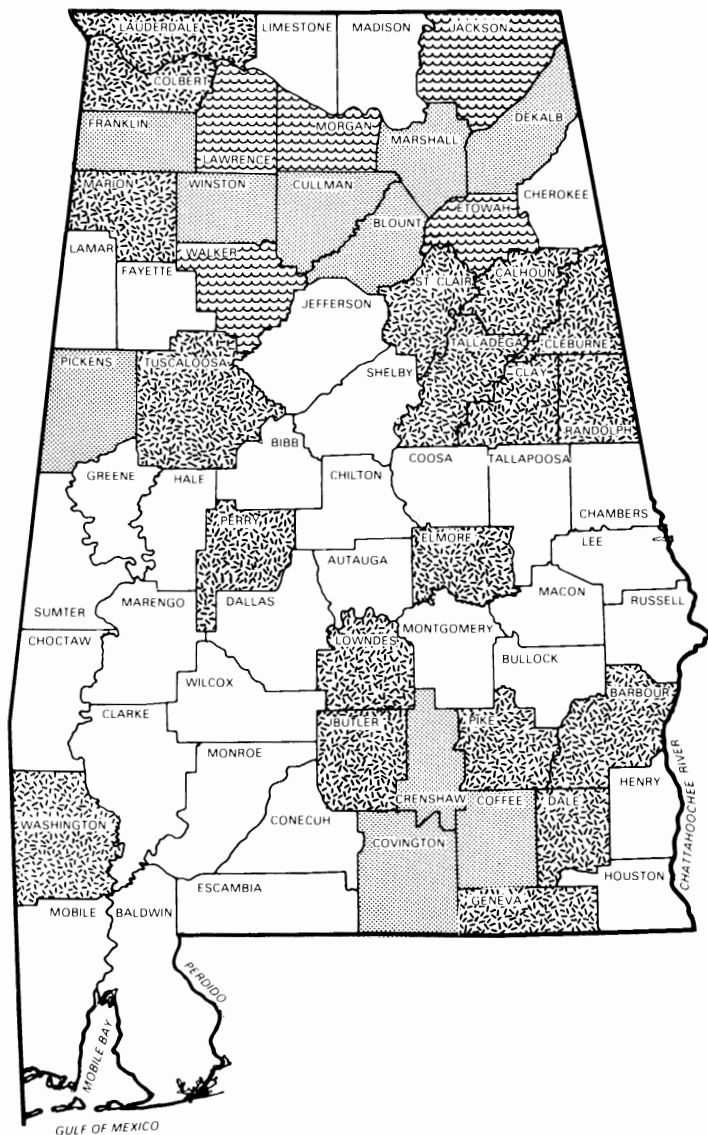 LAUDERDALE
LIMESTONE
MADISON
JACKSON
COLBERT
FRANKLIN
LAWRENCE
MORGAN
MARSHALL
DEKALB
MARION
WINSTON
CULLMAN
BLOUNT
ETOWAH
CHEROKEE
LAMAR
FAYETTE
WALKER
JEFFERSON
ST CLAIR
CALHOUN
PICKENS
TUSCALOOSA
SHELBY
TALLADEGA
CLEBURNE
CLAY
RANDOLPH
BIBB
GREENE
HALE
CHILTON
COOSA
TALLAPOOSA
CHAMBERS
PERRY
ELMORE
LEE
AUTAUGA
SUMTER
MARENGO
DALLAS
MACON
RUSSELL
CHOCTAW
LOWNDES
MONTGOMERY
BULLOCK
WILCOX
BARBOUR
CLARKE
BUTLER
PIKE
MONROE
CRENSHAW
COFFEE
DALE
HENRY
CHATTAHOOCHEE RIVER
WASHINGTON
CONECUH
COVINGTON
HOUSTON
ESCAMBIA
GENEVA
MOBILE
BALDWIN
PERDIDO
MOBILE BAY
GULF OF MEXICO